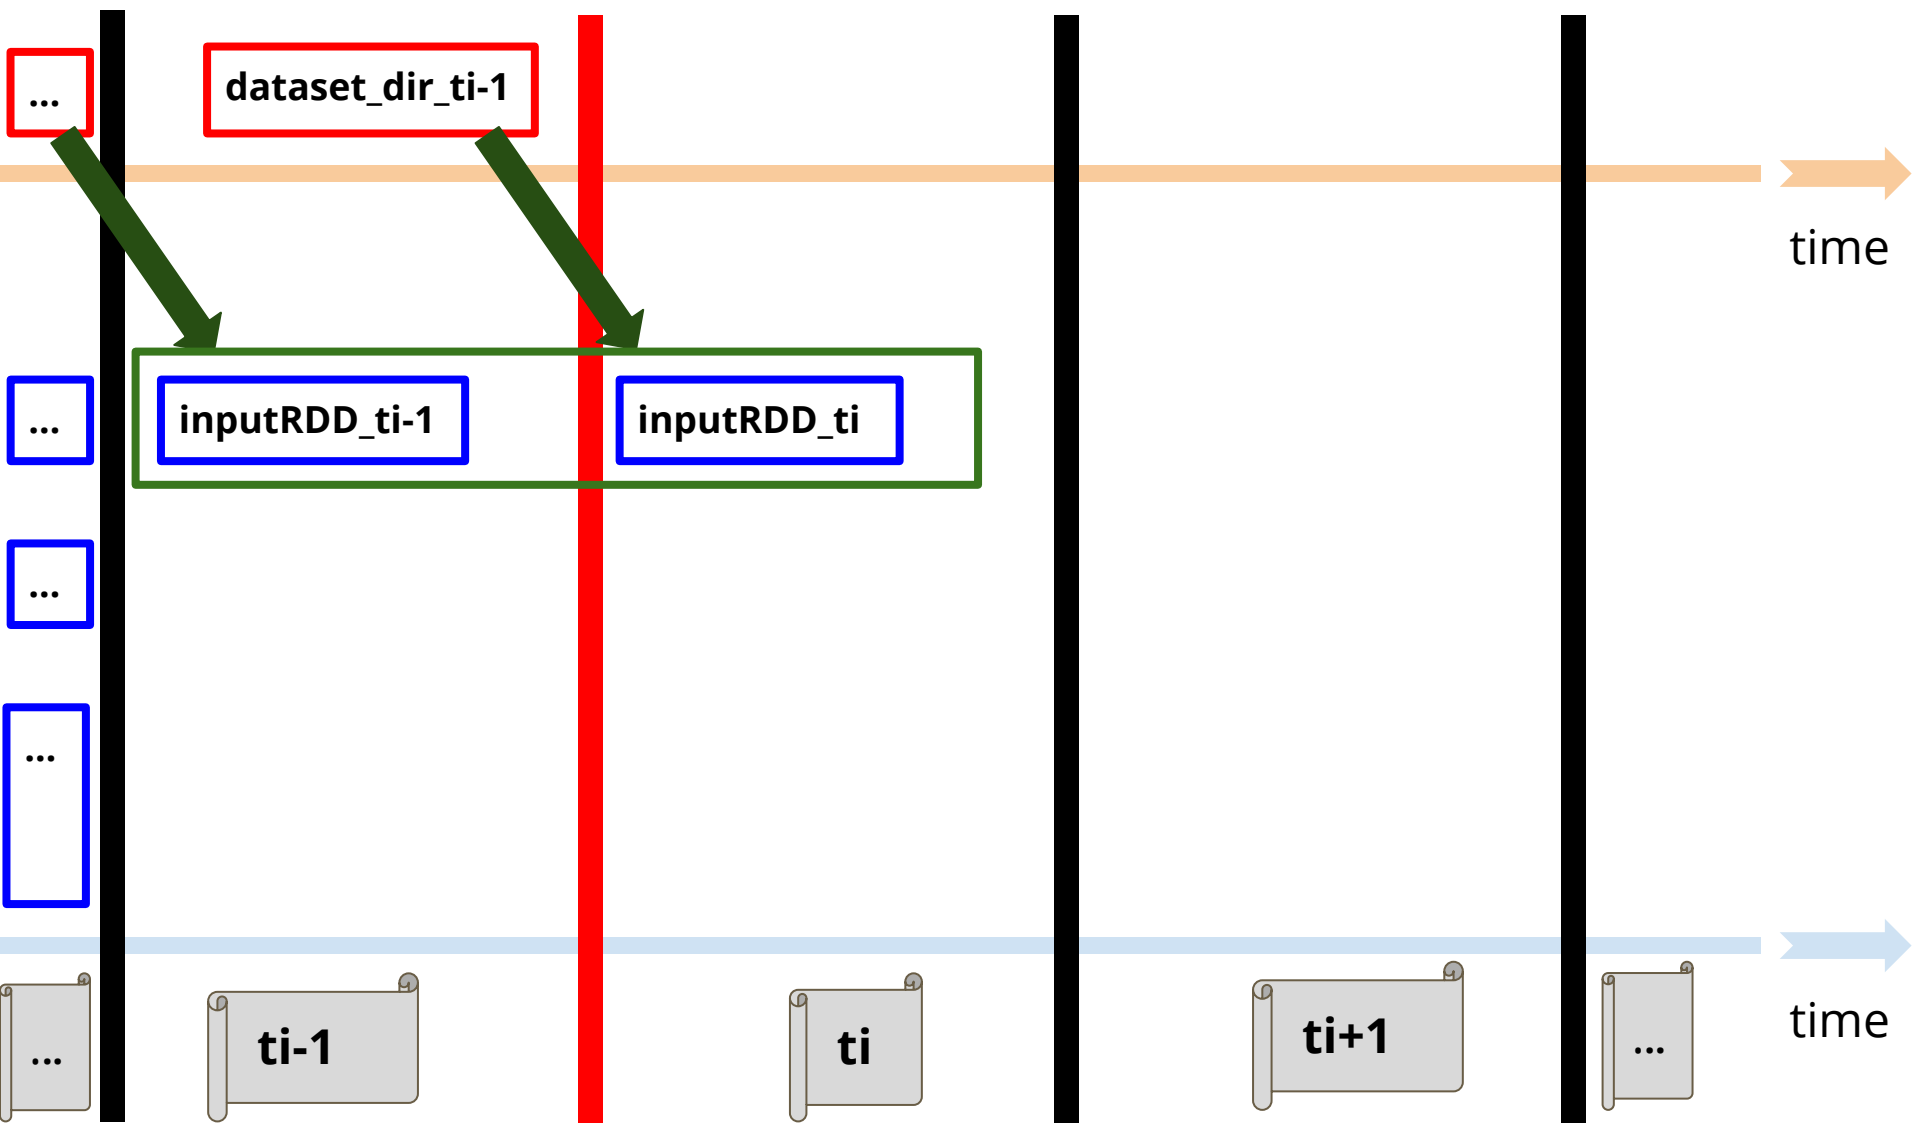 ...
dataset_dir_ti-1
time
...
inputRDD_ti-1
inputRDD_ti
...
...
...
ti-1
ti
ti+1
...
time